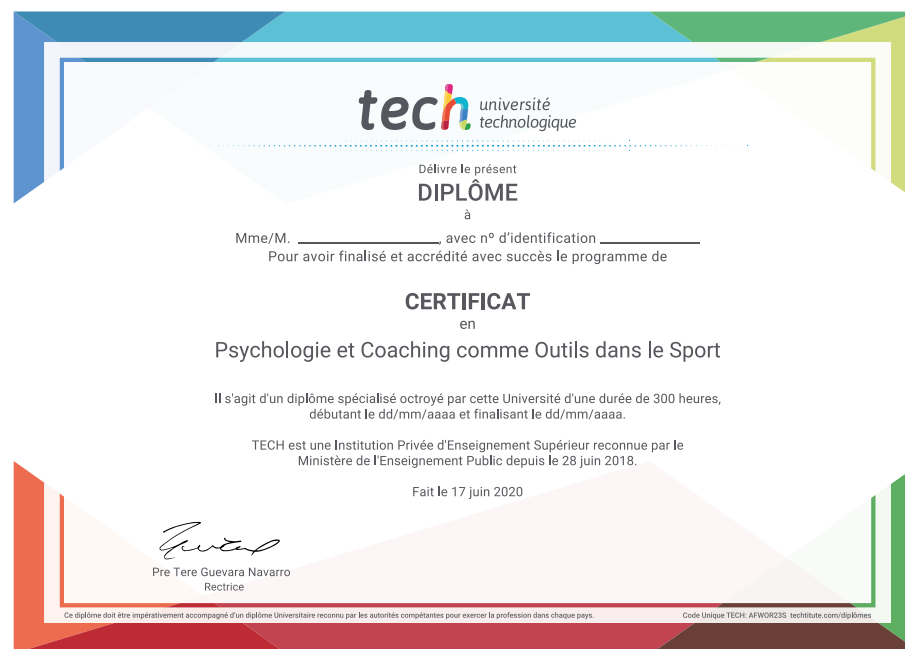 tech université
technologique
Délivre le présent
DIPLÔME
à
Mme/M. ____________, avec nº d'identification ____________
Pour avoir finalisé et accrédité avec succès le programme de
CERTIFICAT
en
Psychologie et Coaching comme Outils dans le Sport
Il s'agit d'un diplôme spécialisé octroyé par cette Université d'une durée de 300 heures,
débutant le dd/mm/aaaa et finalisant le dd/mm/aaaa.
TECH est une Institution Privée d'Enseignement Supérieur reconnue par le
Ministère de l'Enseignement Public depuis le 28 juin 2018.
Fait le 17 juin 2020
Pre Tere Guevara Navarro
Rectrice
Ce diplôme doit être impérativement accompagné d'un diplôme Universitaire reconnu par les autorités compétantes pour exercer la profession dans chaque pays. Code Unique TECH: AFWOR23S techtitute.com/diplômes